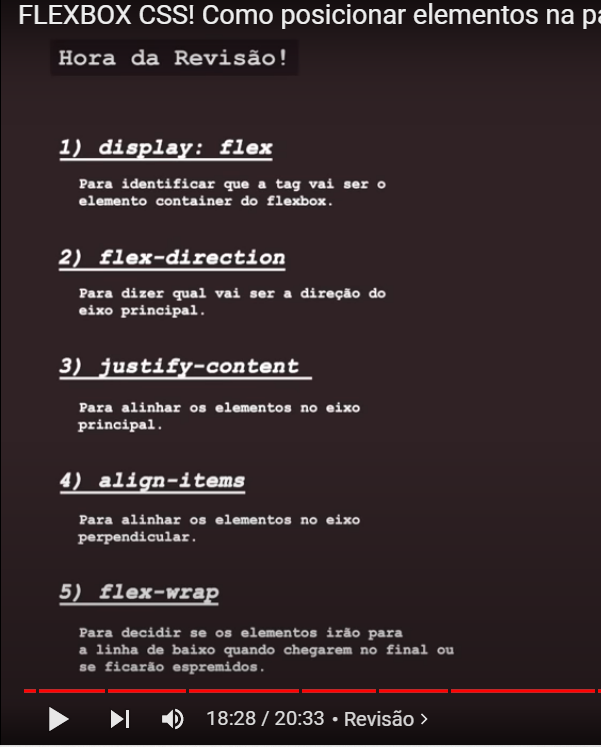 FLEXBOX CSS! Como posicionar elementos na
Hora da Revisão!
1) display: flex
Para identificar que a tag vai ser o
elemento container do flexbox.
2) flex-direction
Para dizer qual vai ser a direção do
eixo principal.
3) justify-content
Para alinhar os elementos no eixo
principal.
4) align-items
Para alinhar os elementos no eixo
perpendicular.
5) flex-wrap
Para decidir se os elementos irão para
a linha de baixo quando chegarem no final ou
se ficarão espremidos.
18:28 / 20:33 • Revisão >